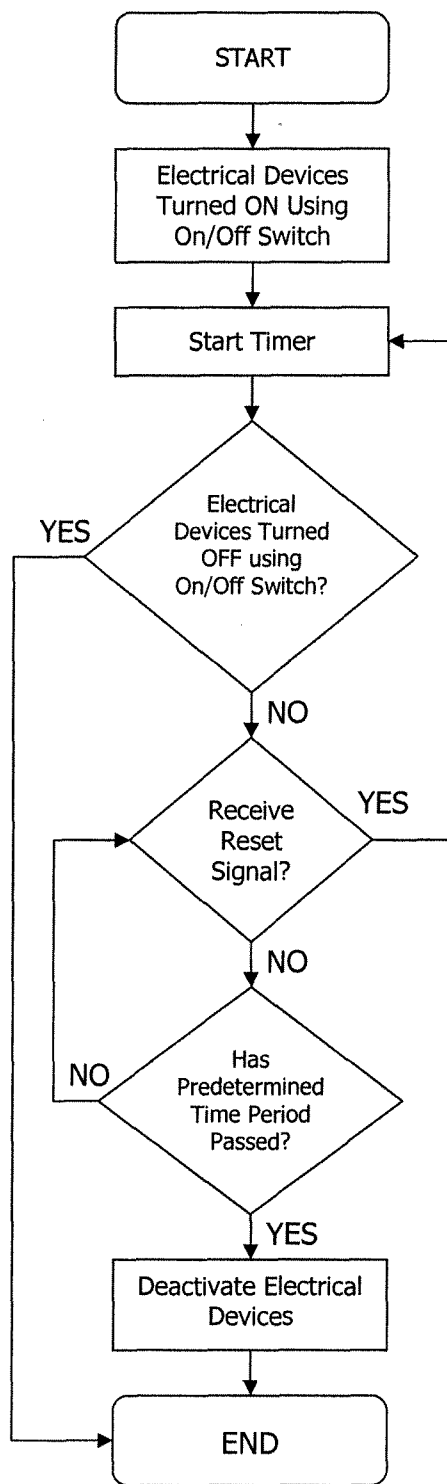 START
Electrical Devices
Turned ON Using
On/Off Switch
Start Timer
Electrical
Devices Turned
OFF using
On/Off Switch?
YES
NO
Receive
Reset
Signal?
YES
NO
Has
Predetermined
Time Period
Passed?
NO
YES
Deactivate Electrical
Devices
END